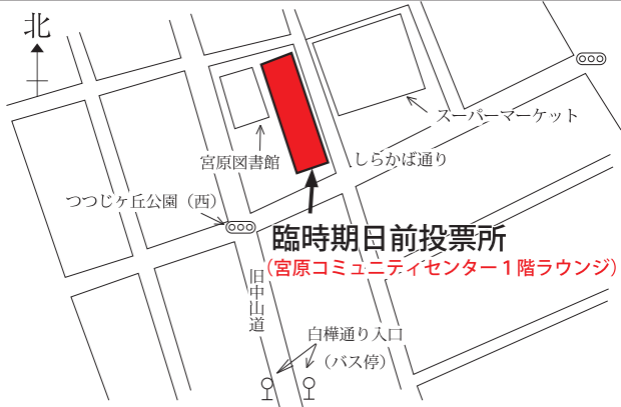 北
スーパーマーケット
宮原図書館
しらかば通り
つつじヶ丘公園（西）
臨時期日前投票所
（宮原コミュニティセンター１階ラウンジ）
旧中山道
白樺通り入口
（バス停）